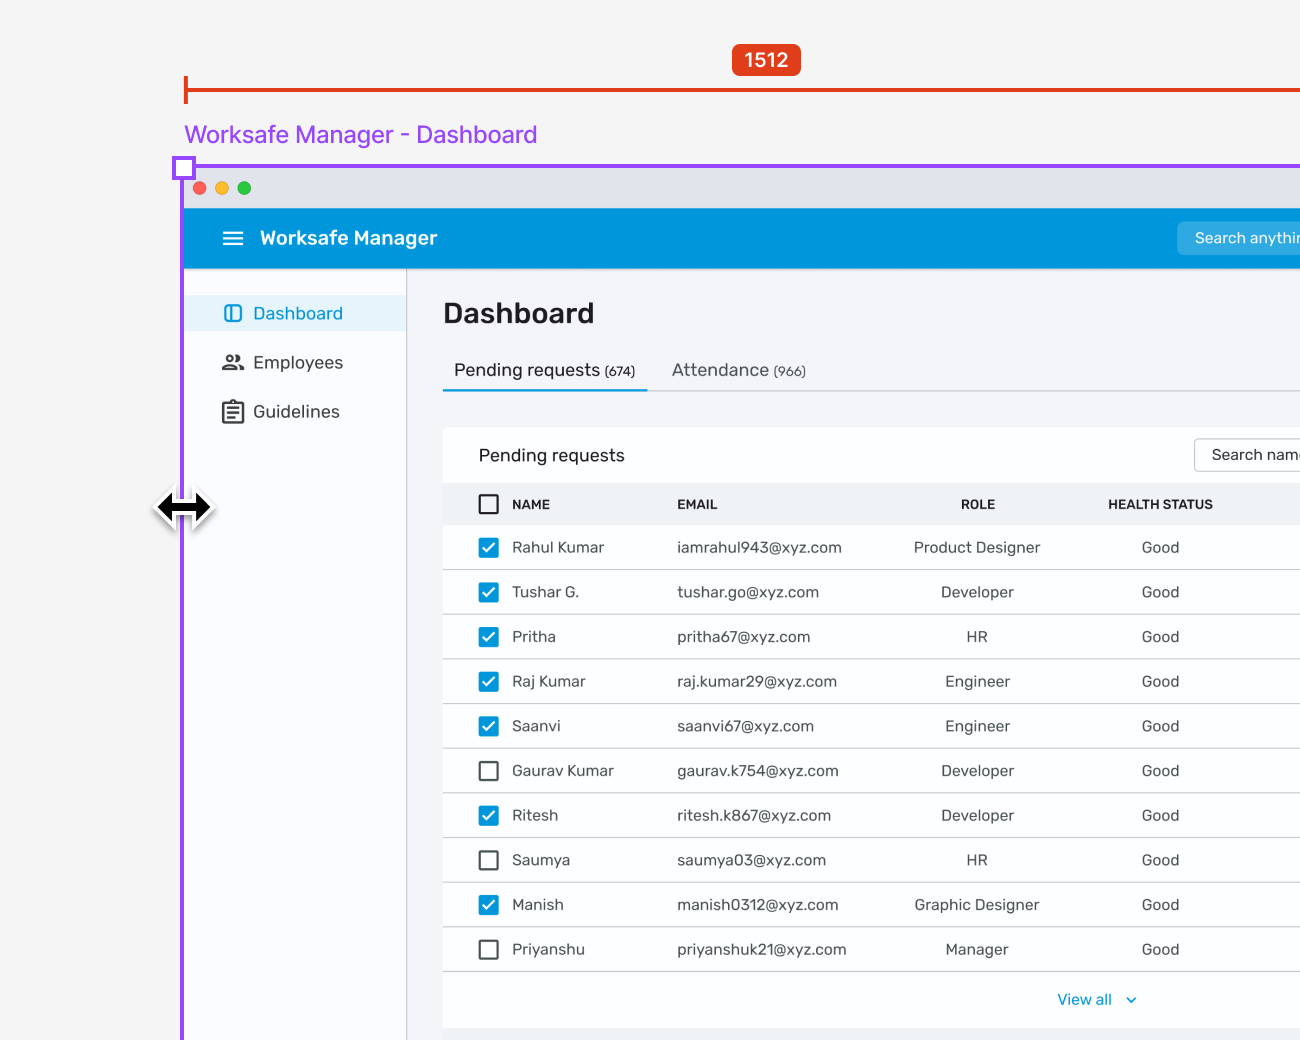 1512
Worksafe Manager - Dashboard
Worksafe Manager
Search anythin
Dashboard
Employees
Guidelines
Dashboard
Pending requests (674) Attendance (966)
Pending requests
Search nam
NAME EMAIL ROLE HEALTH STATUS
Rahul Kumar iamrahul943@xyz.com Product Designer Good
Tushar G. tushar.go@xyz.com Developer Good
Pritha pritha67@xyz.com HR Good
Raj Kumar raj.kumar29@xyz.com Engineer Good
Saanvi saanvi67@xyz.com Engineer Good
Gaurav Kumar gaurav.k754@xyz.com Developer Good
Ritesh ritesh.k867@xyz.com Developer Good
Saumya saumya03@xyz.com HR Good
Manish manish0312@xyz.com Graphic Designer Good
Priyanshu priyanshuk21@xyz.com Manager Good
View all